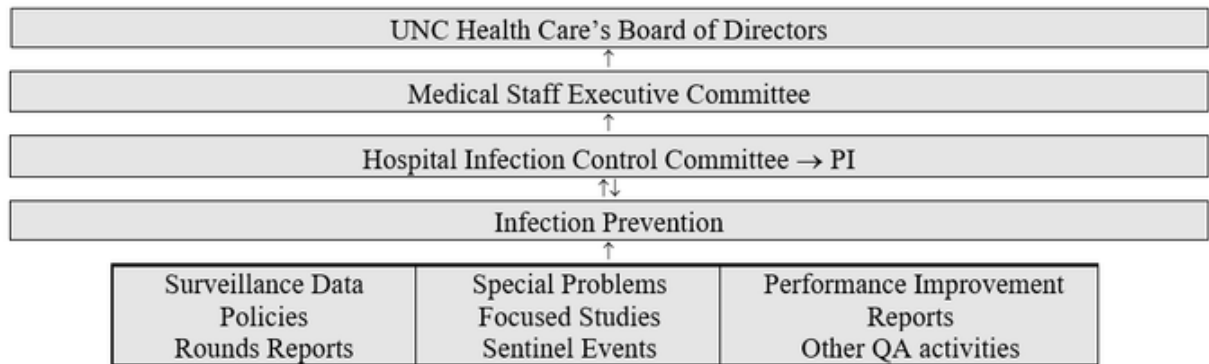 UNC Health Care’s Board of Directors
↑
Medical Staff Executive Committee
↑
Hospital Infection Control Committee → PI
↑↓
Infection Prevention
↑
Surveillance Data
Policies
Rounds Reports
Special Problems
Focused Studies
Sentinel Events
Performance Improvement
Reports
Other QA activities